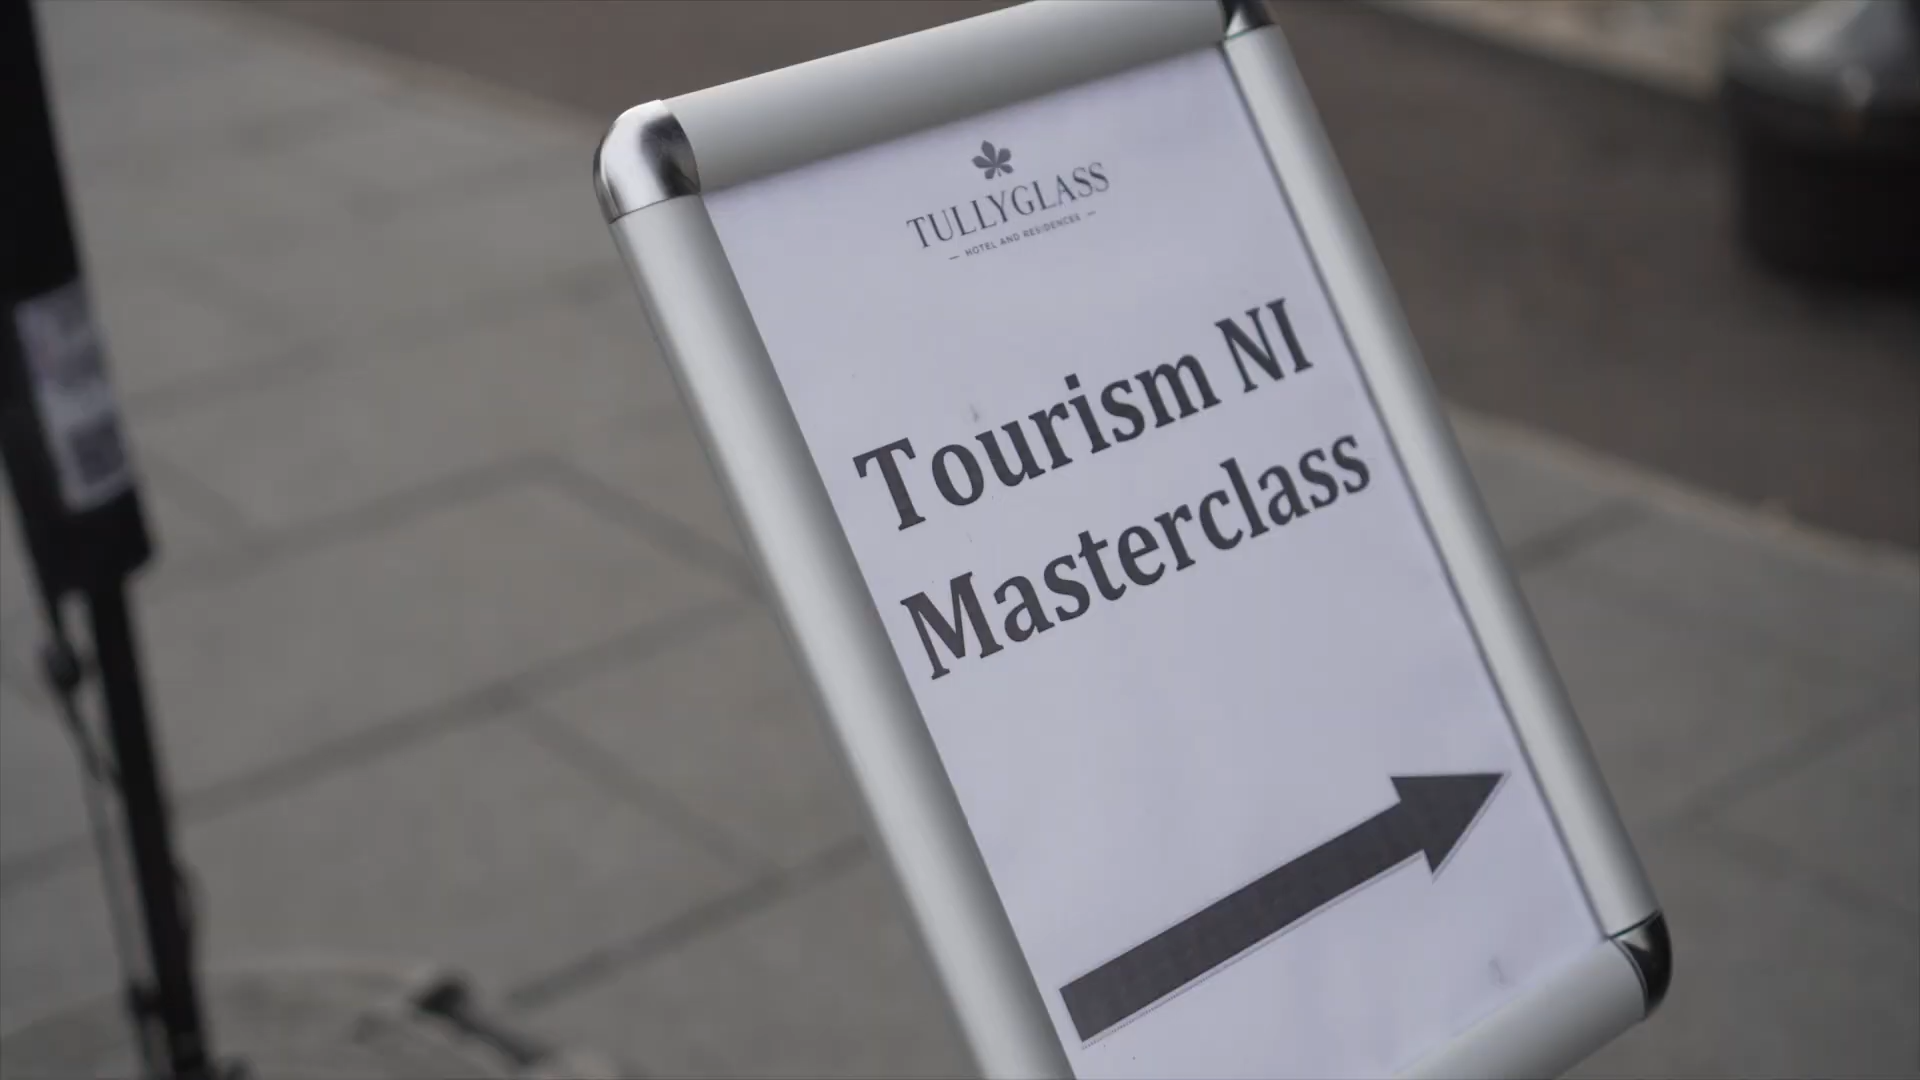 TULLYGLASS
— HOTEL AND RESIDENCES —
Tourism NI
Masterclass